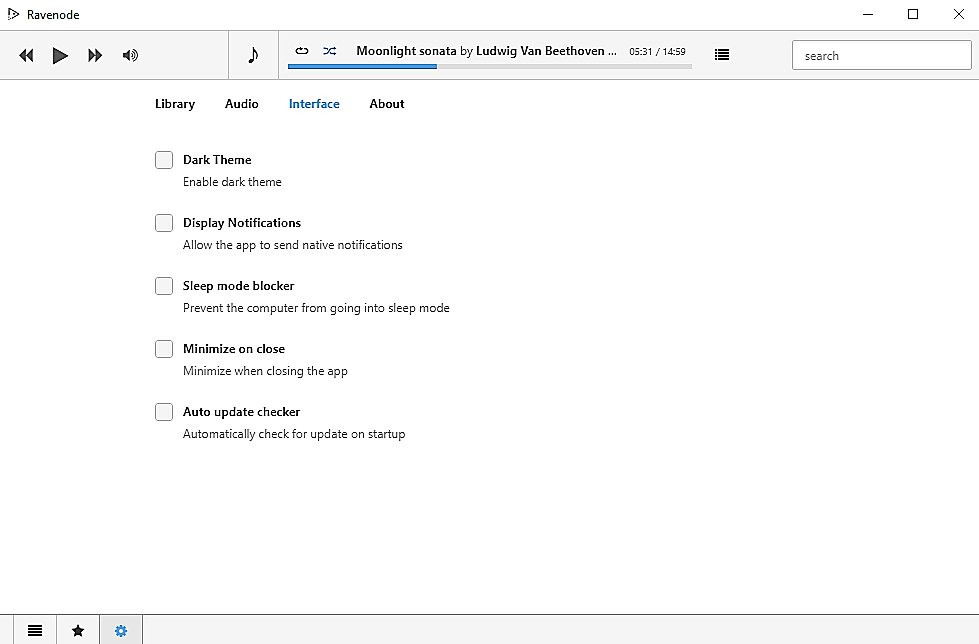 Ravenode
Moonlight sonata by Ludwig Van Beethoven ... 05:31 / 14:59
search
Library Audio Interface About
Dark Theme
Enable dark theme
Display Notifications
Allow the app to send native notifications
Sleep mode blocker
Prevent the computer from going into sleep mode
Minimize on close
Minimize when closing the app
Auto update checker
Automatically check for update on startup